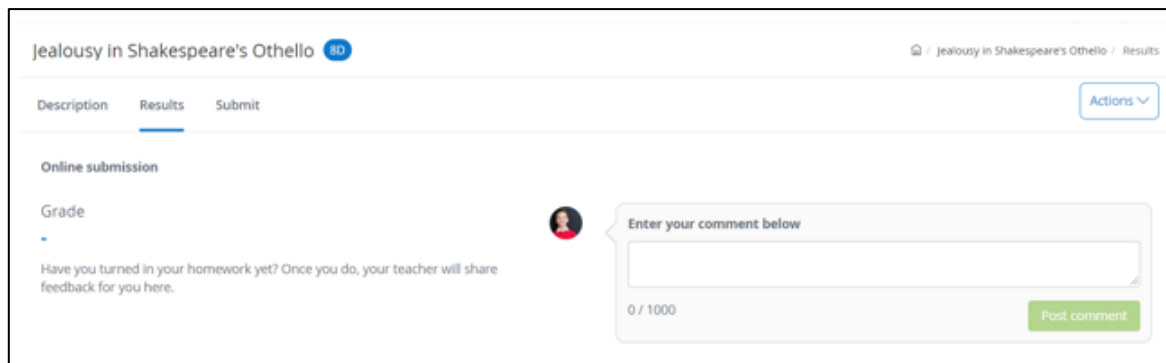 Jealousy in Shakespeare's Othello 8D
/ Jealousy in Shakespeare's Othello / Results
Description Results Submit
Actions
Online submission
Grade
-
Have you turned in your homework yet? Once you do, your teacher will share
feedback for you here.
Enter your comment below
0 / 1000
Post comment